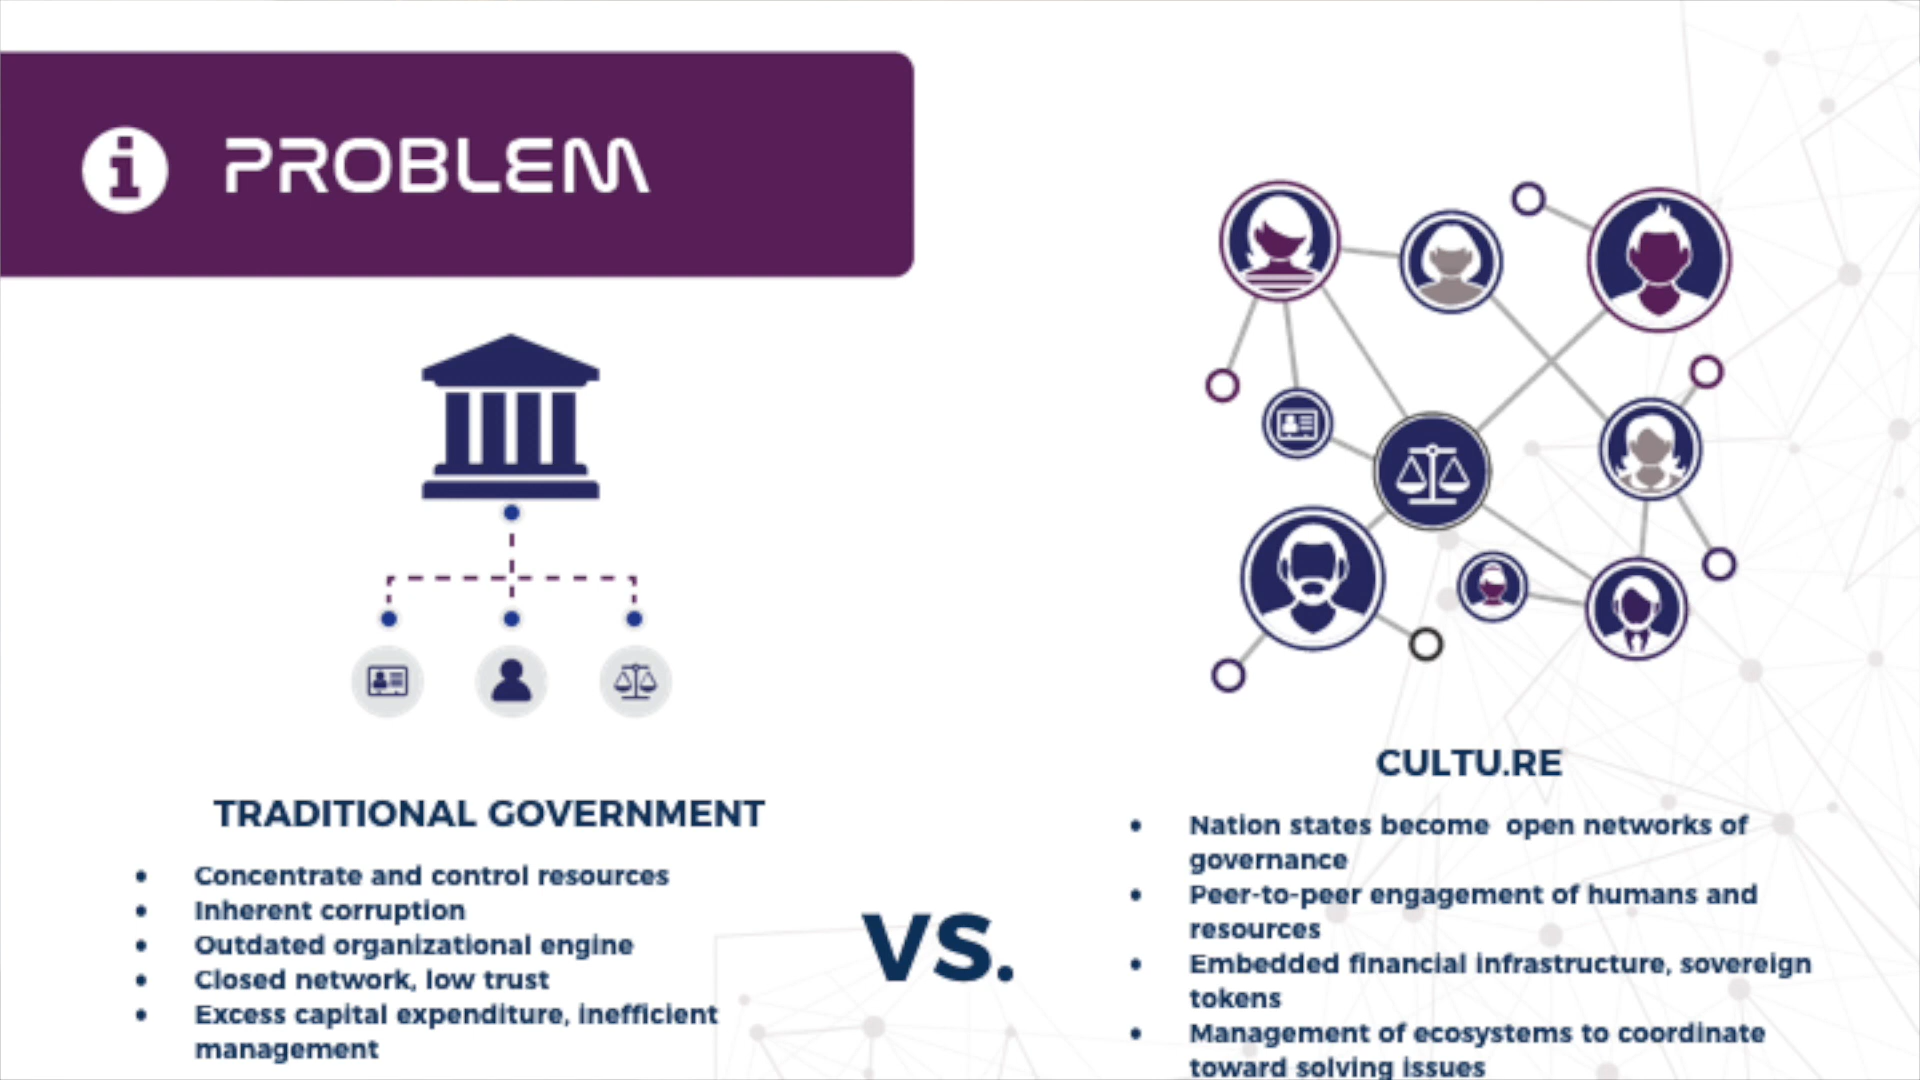 PROBLEM
TRADITIONAL GOVERNMENT
• Concentrate and control resources
• Inherent corruption
• Outdated organizational engine
• Closed network, low trust
• Excess capital expenditure, inefficient
management
VS.
CULTU.RE
• Nation states become  open networks of
governance
• Peer-to-peer engagement of humans and
resources
• Embedded financial infrastructure, sovereign
tokens
• Management of ecosystems to coordinate
toward solving issues